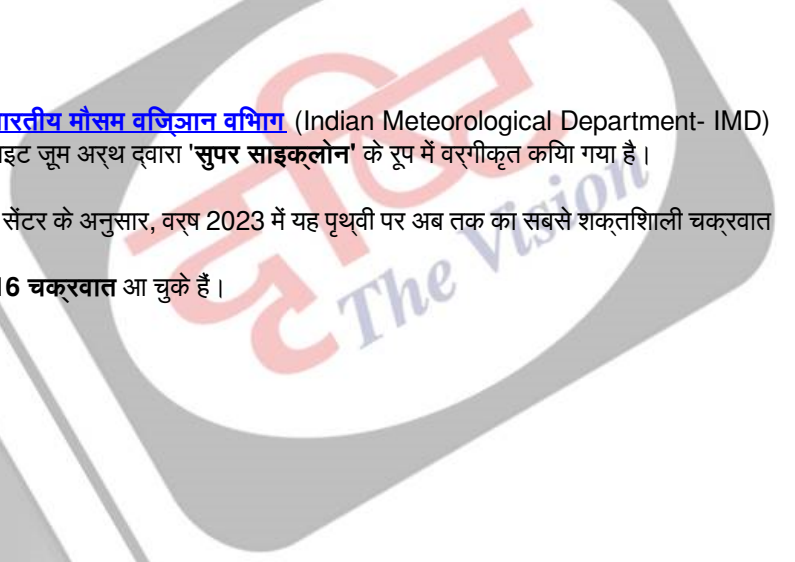 ारतीय मौसम विज्ञान विभाग (Indian Meteorological Department- IMD)
ाइट ज़ूम अर्थ द्वारा 'सुपर साइक्लोन' के रूप में वर्गीकृत किया गया है।
सेंटर के अनुसार, वर्ष 2023 में यह पृथ्वी पर अब तक का सबसे शक्तिशाली चक्रवात
16 चक्रवात आ चुके हैं।
दृष्टि
The Vision